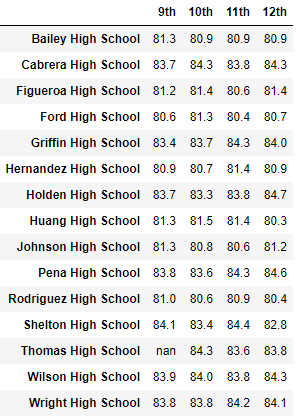 9th 10th 11th 12th
Bailey High School 81.3 80.9 80.9 80.9
Cabrera High School 83.7 84.3 83.8 84.3
Figueroa High School 81.2 81.4 80.6 81.4
Ford High School 80.6 81.3 80.4 80.7
Griffin High School 83.4 83.7 84.3 84.0
Hernandez High School 80.9 80.7 81.4 80.9
Holden High School 83.7 83.3 83.8 84.7
Huang High School 81.3 81.5 81.4 80.3
Johnson High School 81.3 80.8 80.6 81.2
Pena High School 83.8 83.6 84.3 84.6
Rodriguez High School 81.0 80.6 80.9 80.4
Shelton High School 84.1 83.4 84.4 82.8
Thomas High School nan 84.3 83.6 83.8
Wilson High School 83.9 84.0 83.8 84.3
Wright High School 83.8 83.8 84.2 84.1